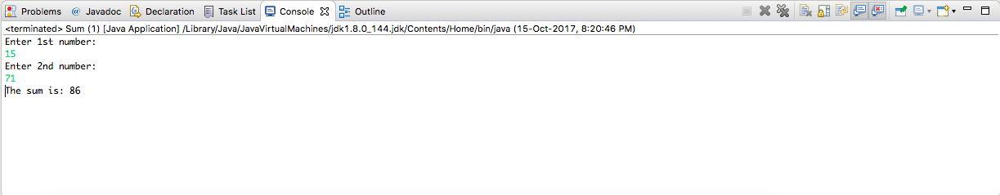 Problems @ Javadoc Declaration Task List Console Outline
<terminated> Sum (1) [Java Application] /Library/Java/JavaVirtualMachines/jdk1.8.0_144.jdk/Contents/Home/bin/java (15-Oct-2017, 8:20:46 PM)
Enter 1st number:
15
Enter 2nd number:
71
The sum is: 86